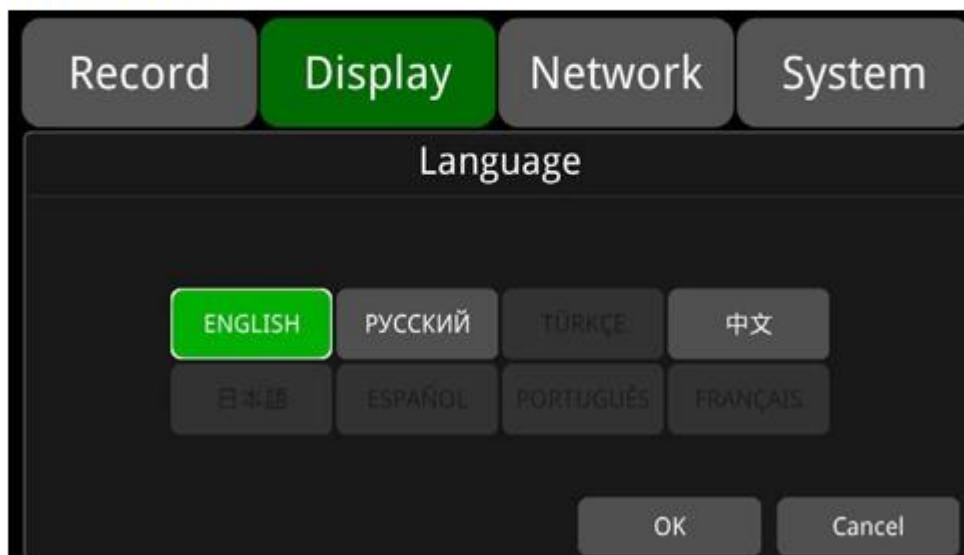 Record Display Network System
Language
ENGLISH РУССКИЙ TÜRKÇE 中文
日本語 ESPAÑOL PORTUGUÊS FRANÇAIS
OK Cancel